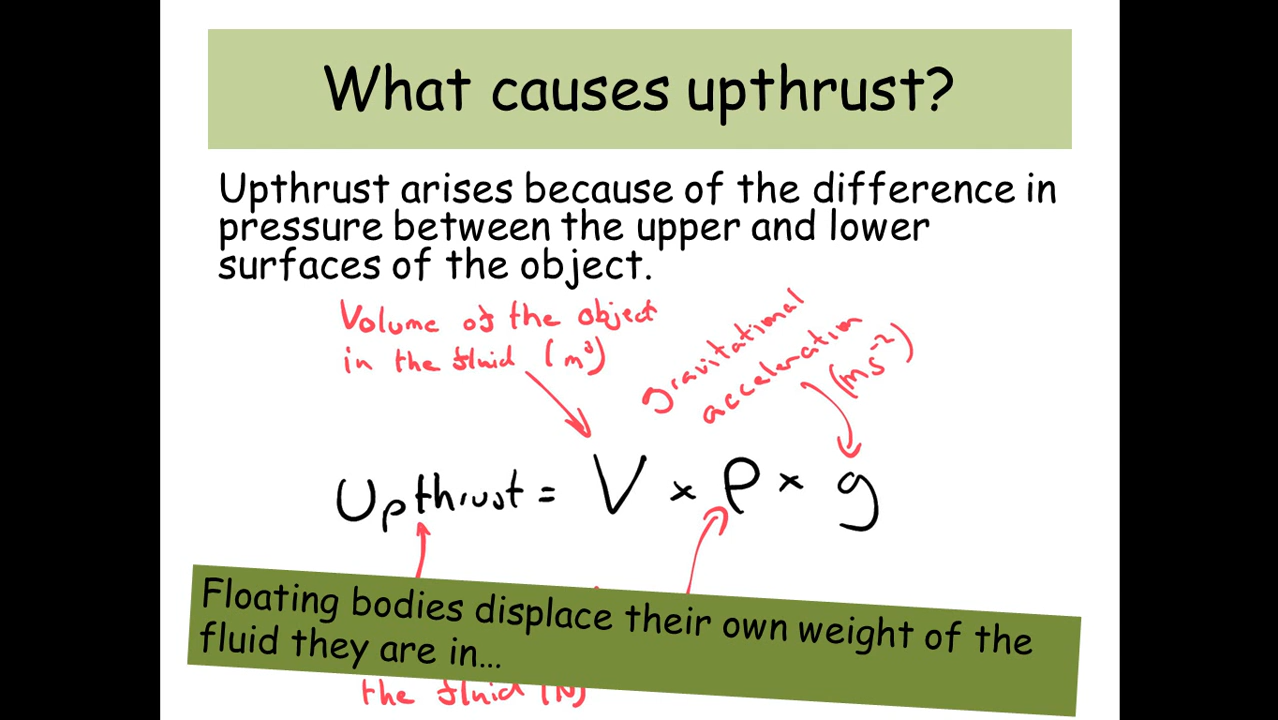 What causes upthrust?
Upthrust arises because of the difference in
pressure between the upper and lower
surfaces of the object.
Volume of the object
in the fluid (m³)
gravitational
acceleration
(ms⁻²)
Upthrust = V × ρ × g
Floating bodies displace their own weight of the
fluid they are in…
the fluid (N)